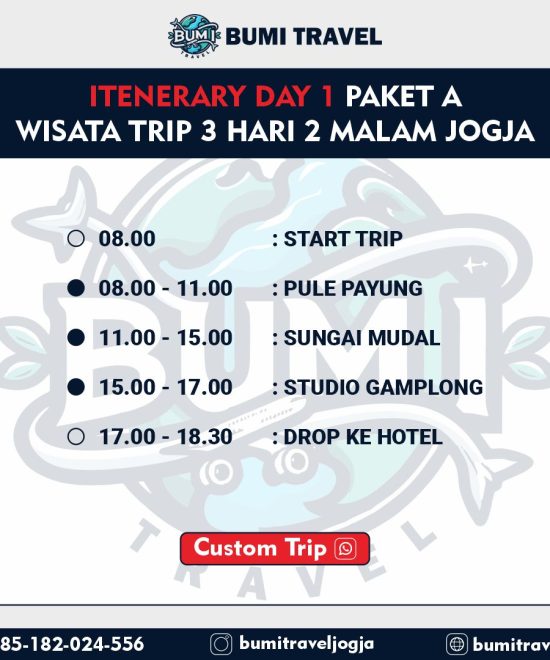 BUMI
TRAVEL
BUMI TRAVEL
ITENERARY DAY 1 PAKET A
WISATA TRIP 3 HARI 2 MALAM JOGJA
08.00 : START TRIP
08.00 - 11.00 : PULE PAYUNG
11.00 - 15.00 : SUNGAI MUDAL
15.00 - 17.00 : STUDIO GAMPLONG
17.00 - 18.30 : DROP KE HOTEL
BUMI
TRAVEL
Custom Trip
85-182-024-556 bumitraveljogja bumitrav